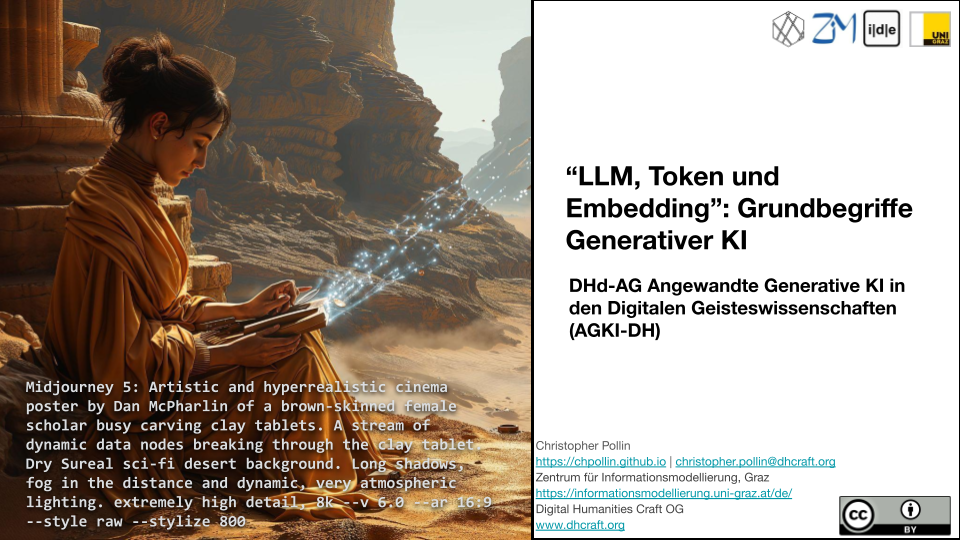 Midjourney 5: Artistic and hyperrealistic cinema
poster by Dan McPharlin of a brown-skinned female
scholar busy carving clay tablets. A stream of
dynamic data nodes breaking through the clay tablet.
Dry Sureal sci-fi desert background. Long shadows,
fog in the distance and dynamic, very atmospheric
lighting. extremely high detail, 8k --v 6.0 --ar 16:9
--style raw --stylize 800
ZIM
i|d|e
UNI
GRAZ
“LLM, Token und
Embedding”: Grundbegriffe
Generativer KI
DHd-AG Angewandte Generative KI in
den Digitalen Geisteswissenschaften
(AGKI-DH)
Christopher Pollin
https://chpollin.github.io | christopher.pollin@dhcraft.org
Zentrum für Informationsmodellierung, Graz
https://informationsmodellierung.uni-graz.at/de/
Digital Humanities Craft OG
www.dhcraft.org
cc
BY